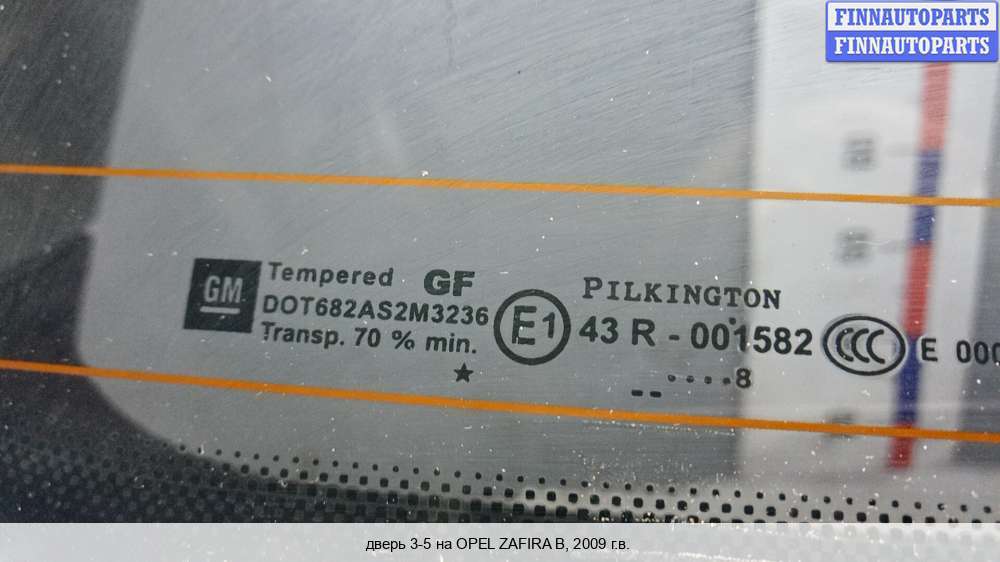 FINNAUTOPARTS
FINNAUTOPARTS
GM
Tempered GF
DOT682AS2M3236
Transp. 70 % min.
E1
PILKINGTON
43 R - 001582
CCC
E 000
8
дверь 3-5 на OPEL ZAFIRA B, 2009 г.в.